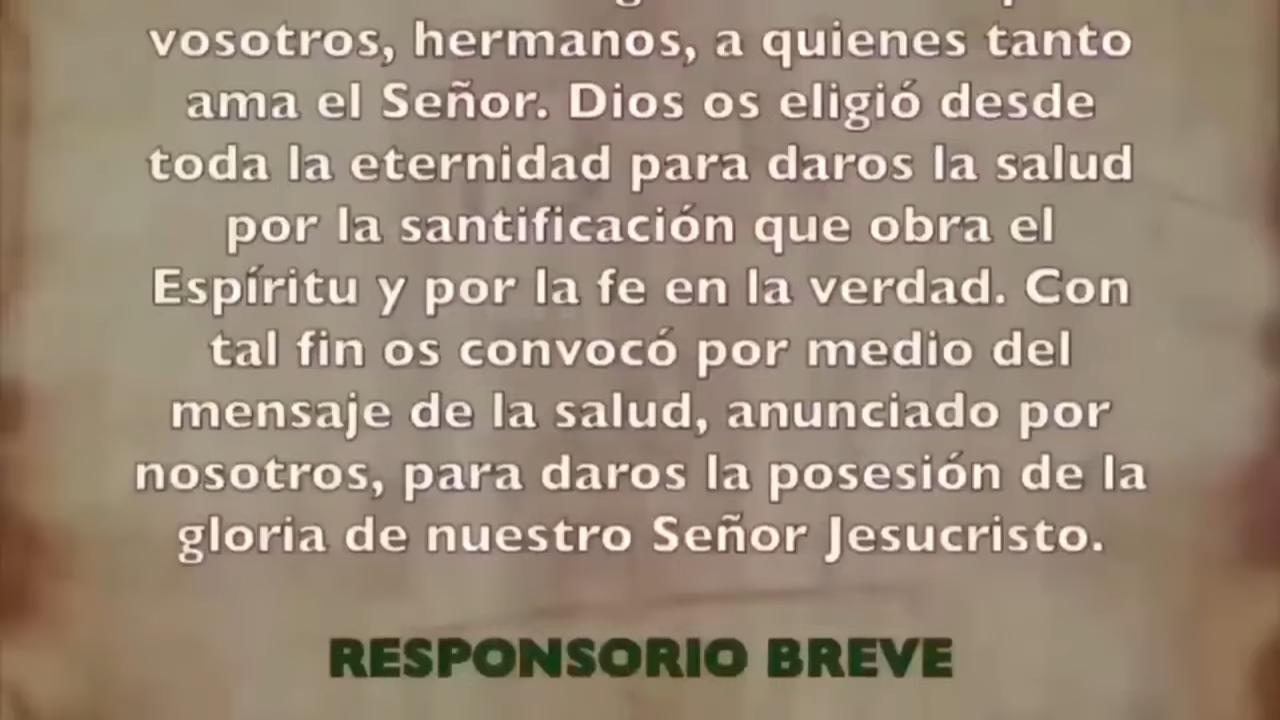 vosotros, hermanos, a quienes tanto
ama el Señor. Dios os eligió desde
toda la eternidad para daros la salud
por la santificación que obra el
Espíritu y por la fe en la verdad. Con
tal fin os convocó por medio del
mensaje de la salud, anunciado por
nosotros, para daros la posesión de la
gloria de nuestro Señor Jesucristo.
RESPONSORIO BREVE